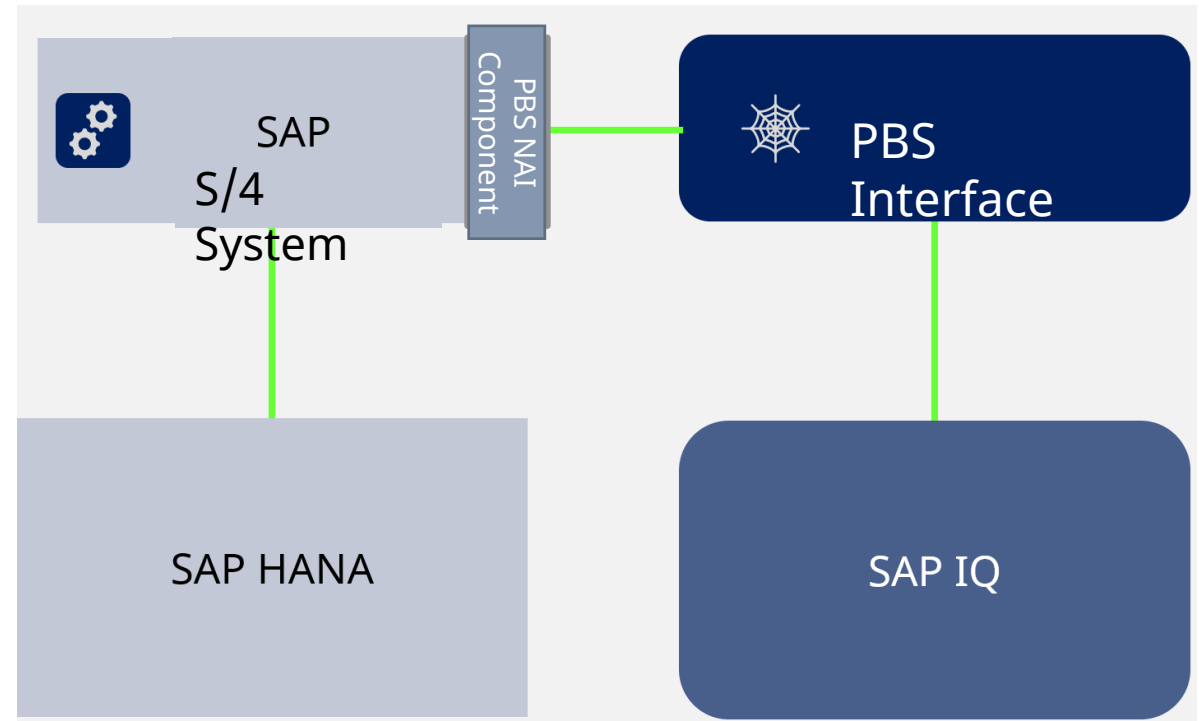 SAP
S/4
System
PBS NAI
Component
PBS
Interface
SAP HANA
SAP IQ